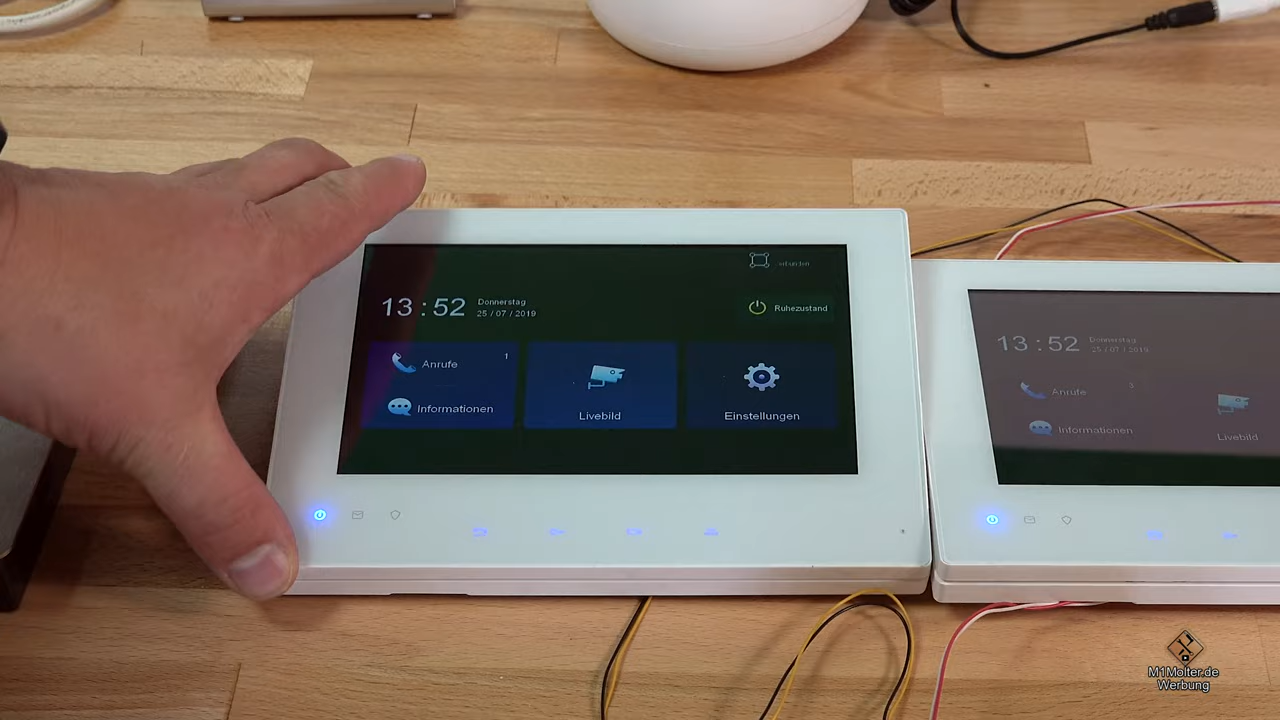 13:52
Donnerstag
25/07/2019
Ruhezustand
Anrufe
1
Informationen
Livebild
Einstellungen
13:52
Donnerstag
25/07/2019
Anrufe
3
Informationen
Livebild
M1Molter.de
Werbung